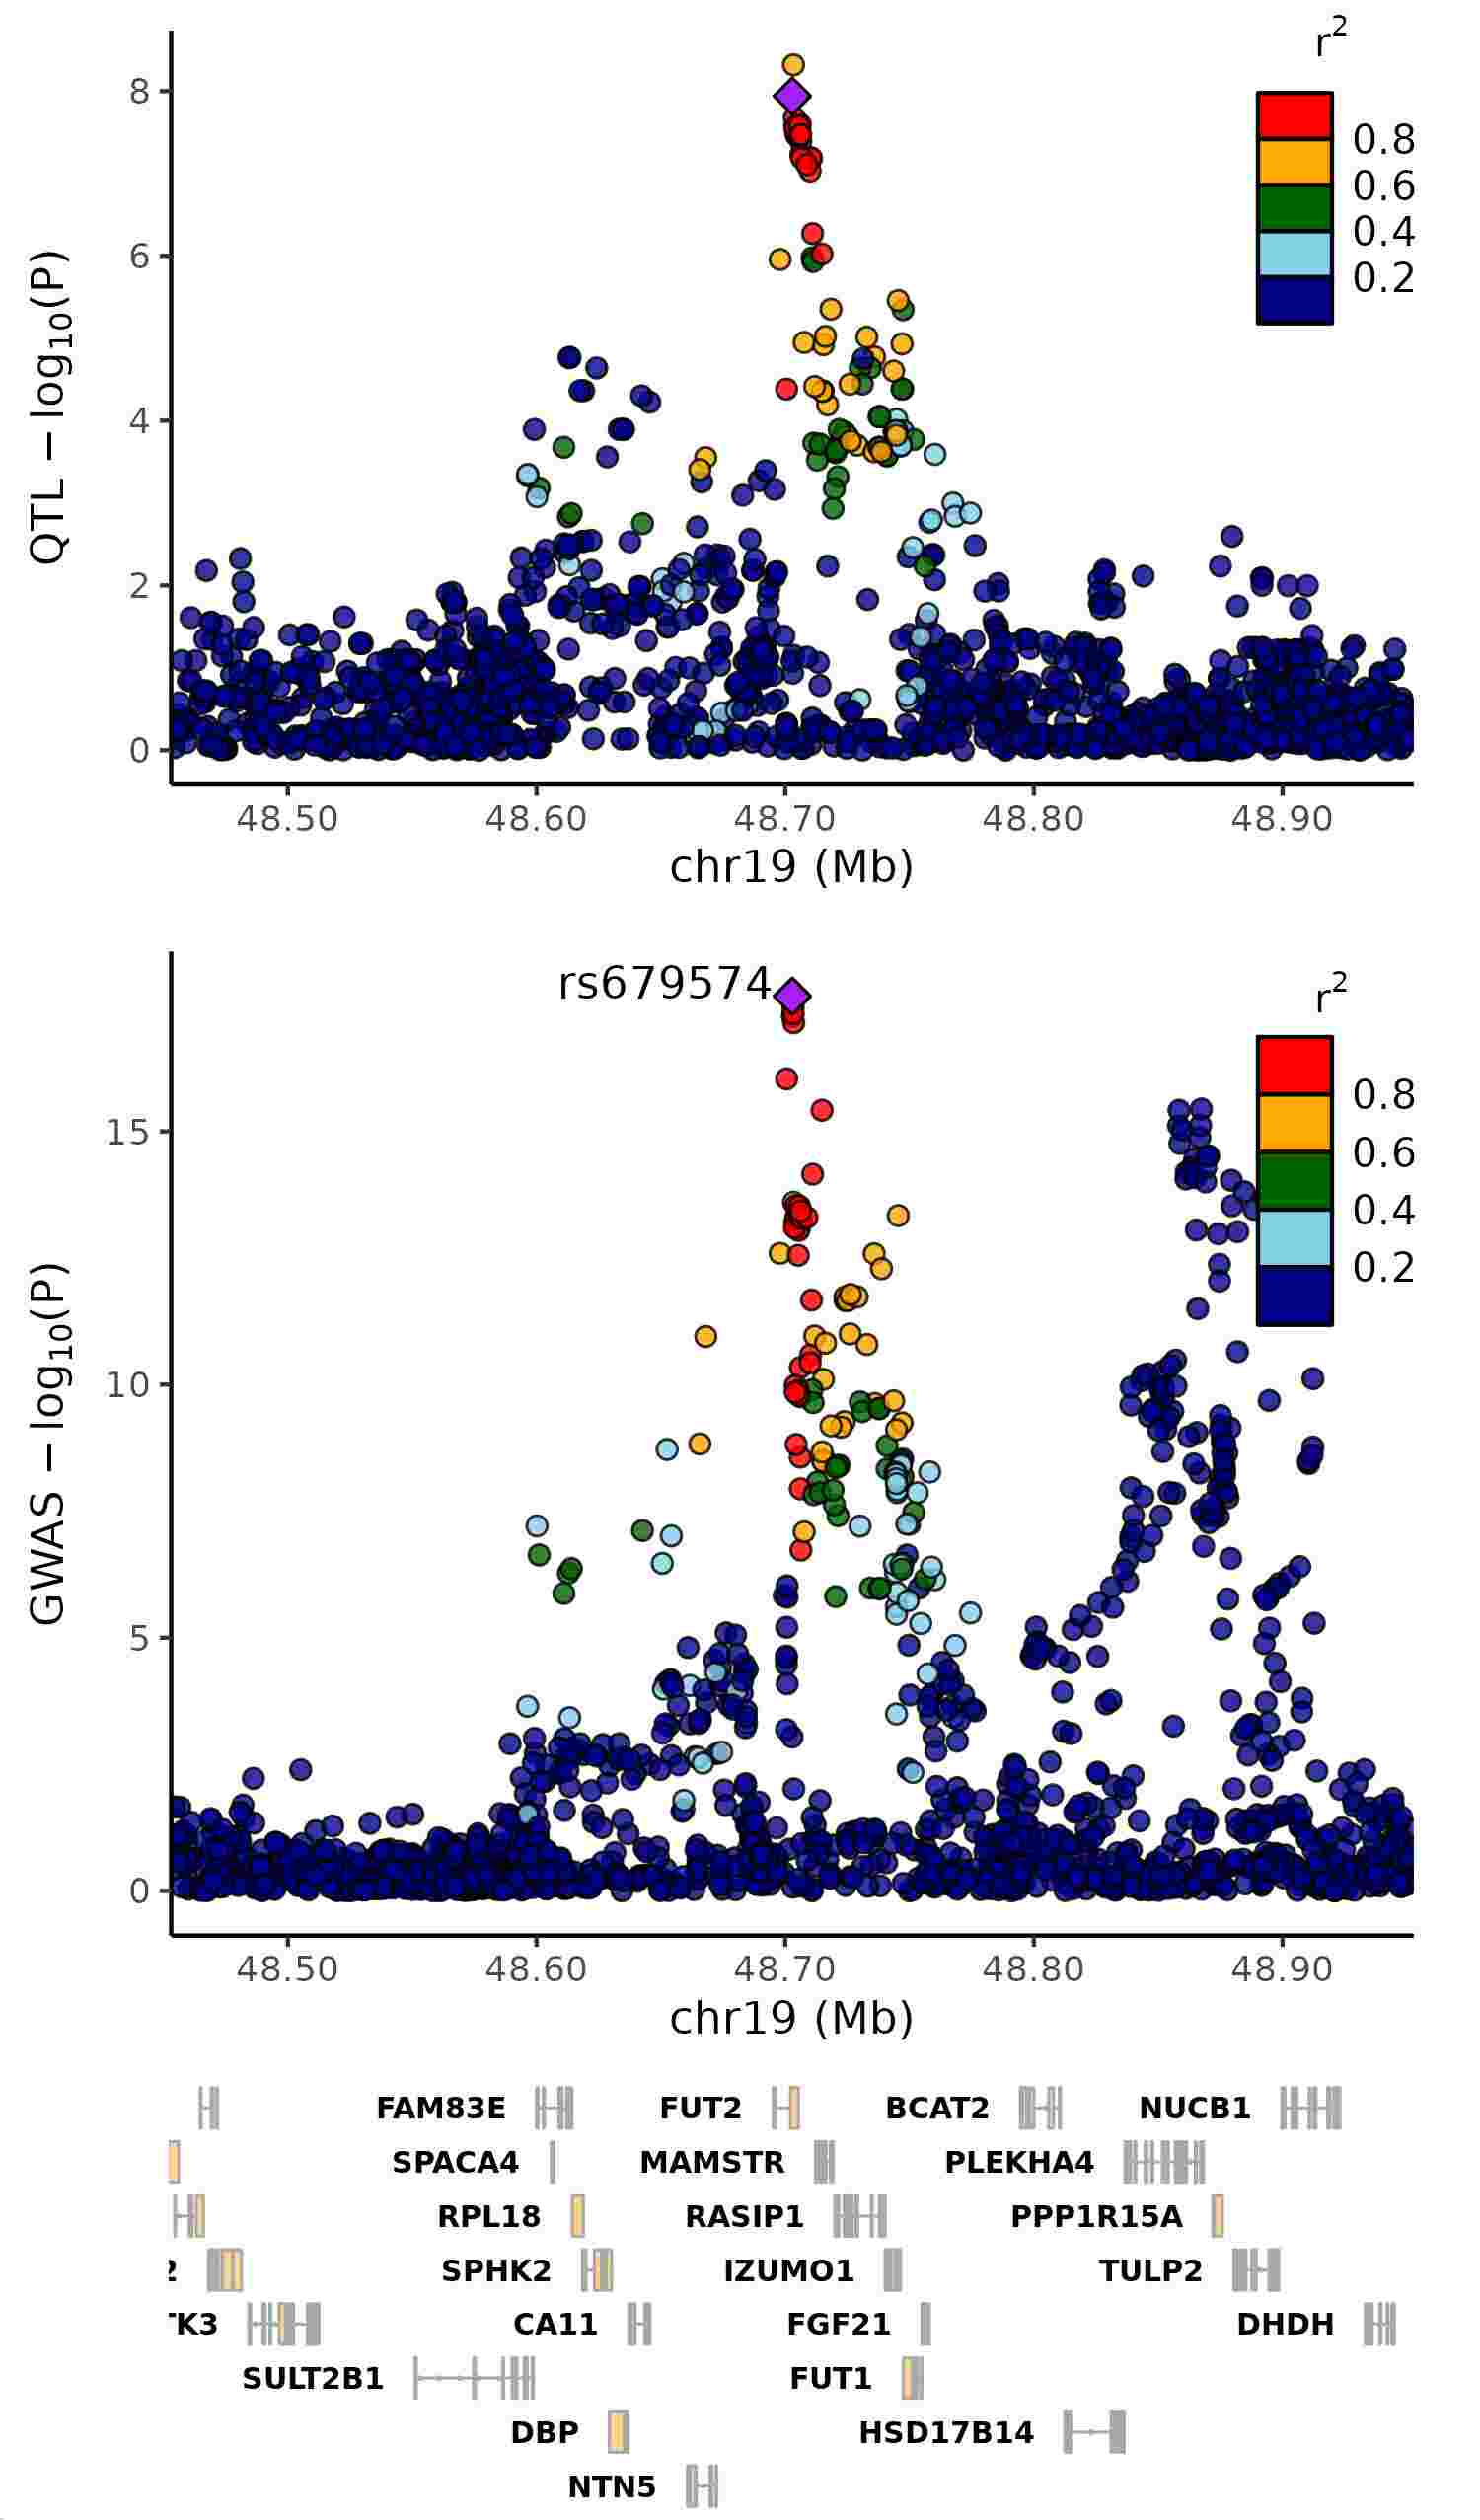 r2
8
6
4
2
0
0.8
0.6
0.4
0.2
QTL − log10(P)
48.50 48.60 48.70 48.80 48.90
chr19 (Mb)
rs679574
r2
15
10
5
0
0.8
0.6
0.4
0.2
GWAS − log10(P)
48.50 48.60 48.70 48.80 48.90
chr19 (Mb)
FAM83E FUT2 BCAT2 NUCB1
SPACA4 MAMSTR PLEKHA4
RPL18 RASIP1 PPP1R15A
2 SPHK2 IZUMO1 TULP2
TK3 CA11 FGF21 DHDH
SULT2B1 FUT1
DBP HSD17B14
NTN5